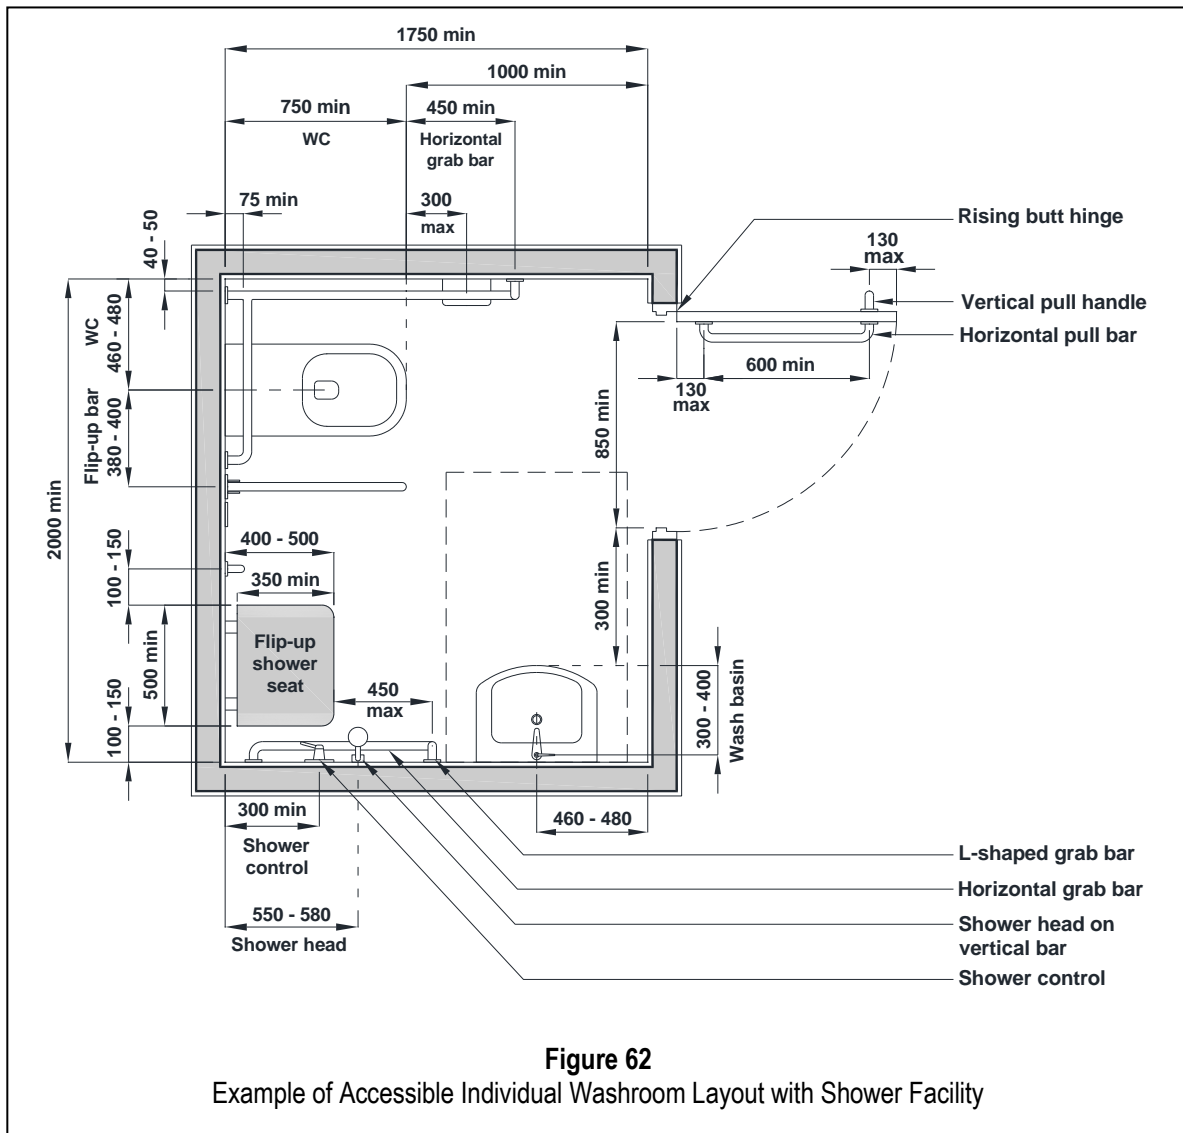 1750 min
1000 min
750 min
450 min
WC
Horizontal
grab bar
75 min
300
max
40 - 50
Rising butt hinge
130
max
Vertical pull handle
Horizontal pull bar
WC
460 - 480
600 min
130
max
Flip-up bar
380 - 400
850 min
2000 min
400 - 500
100 - 150
350 min
300 min
Flip-up
shower
seat
500 min
450
max
300 - 400
Wash basin
100 - 150
300 min
460 - 480
Shower
control
L-shaped grab bar
Horizontal grab bar
550 - 580
Shower head
Shower head on
vertical bar
Shower control
Figure 62
Example of Accessible Individual Washroom Layout with Shower Facility